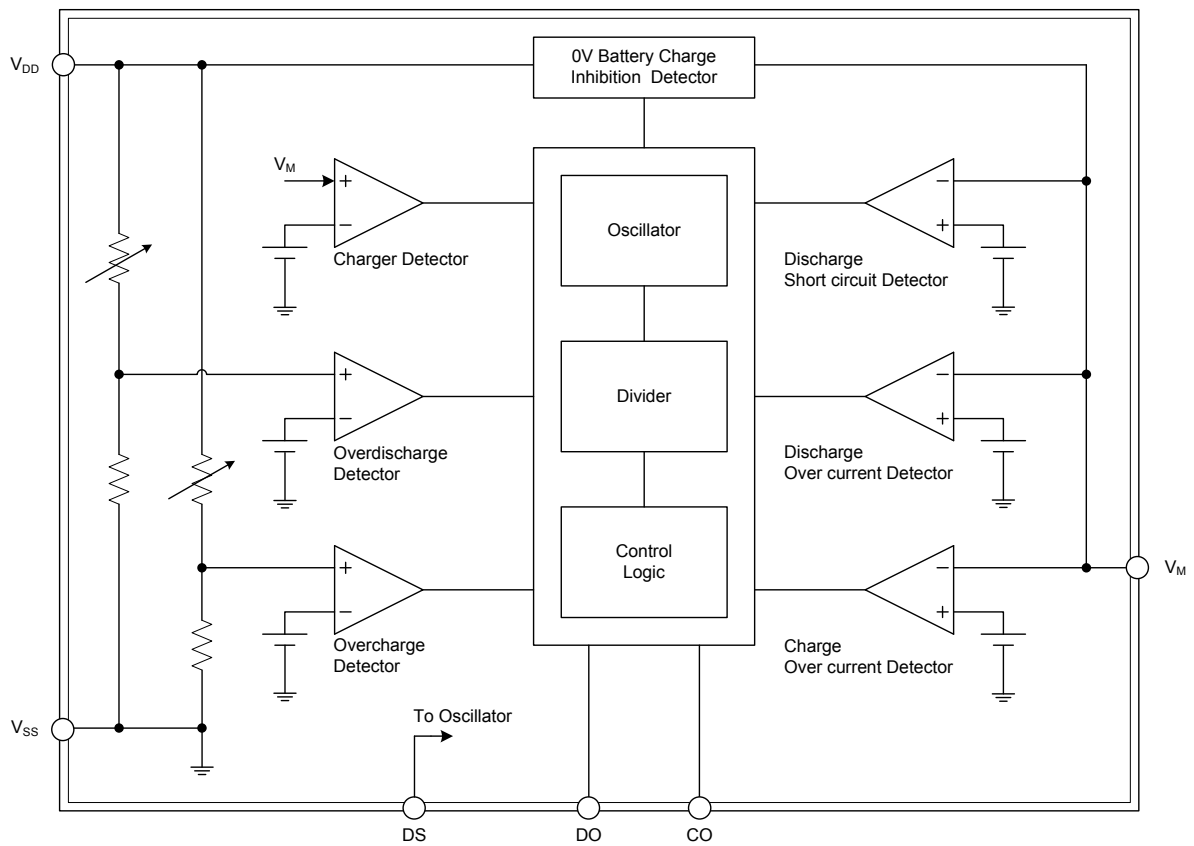 0V Battery Charge
Inhibition Detector
VDD
VM
+
−
Charger Detector
Oscillator
−
+
Discharge
Short circuit Detector
+
−
Overdischarge
Detector
Divider
−
+
Discharge
Over current Detector
+
−
Overcharge
Detector
Control
Logic
−
+
Charge
Over current Detector
VM
VSS
To Oscillator
DS
DO
CO